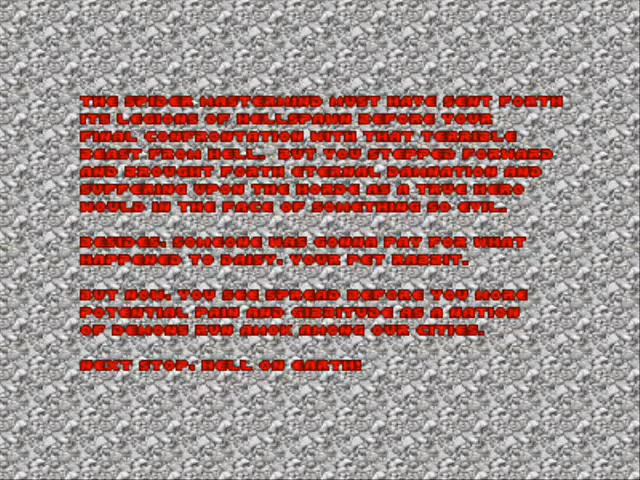 THE SPIDER MASTERMIND MUST HAVE SENT FORTH
ITS LEGIONS OF HELLSPAWN BEFORE YOUR
FINAL CONFRONTATION WITH THAT TERRIBLE
BEAST FROM HELL.  BUT YOU STEPPED FORWARD
AND BROUGHT FORTH ETERNAL DAMNATION AND
SUFFERING UPON THE HORDE AS A TRUE HERO
WOULD IN THE FACE OF SOMETHING SO EVIL.
BESIDES, SOMEONE WAS GONNA PAY FOR WHAT
HAPPENED TO DAISY, YOUR PET RABBIT.
BUT NOW, YOU SEE SPREAD BEFORE YOU MORE
POTENTIAL PAIN AND GIBBITUDE AS A NATION
OF DEMONS RUN AMOK AMONG OUR CITIES.
NEXT STOP, HELL ON EARTH!